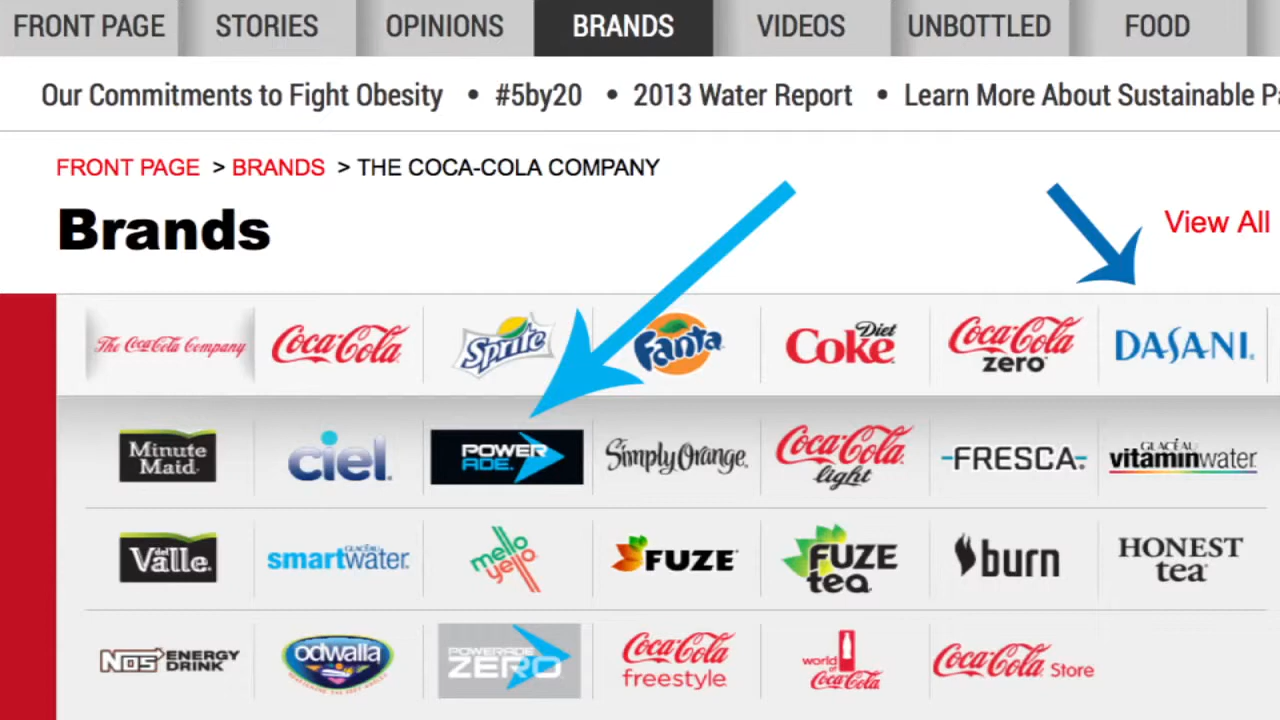 FRONT PAGE STORIES OPINIONS BRANDS VIDEOS UNBOTTLED FOOD
Our Commitments to Fight Obesity • #5by20 • 2013 Water Report • Learn More About Sustainable Pa
FRONT PAGE > BRANDS > THE COCA-COLA COMPANY
Brands
View All
The Coca-Cola Company
Coca-Cola
Sprite
Fanta
Diet
Coke
Coca-Cola
zero
DASANI
Minute
Maid
ciel
POWER
ADE
Simply Orange
Coca-Cola
light
FRESCA
GLACÉAU
vitaminwater
del
Valle
GLACÉAU
smartwater
mello
yello
FUZE
FUZE
tea
burn
HONEST
tea
NOS ENERGY
DRINK
odwalla
POWERADE
ZERO
Coca-Cola
freestyle
world
of
Coca-Cola
Coca-Cola Store